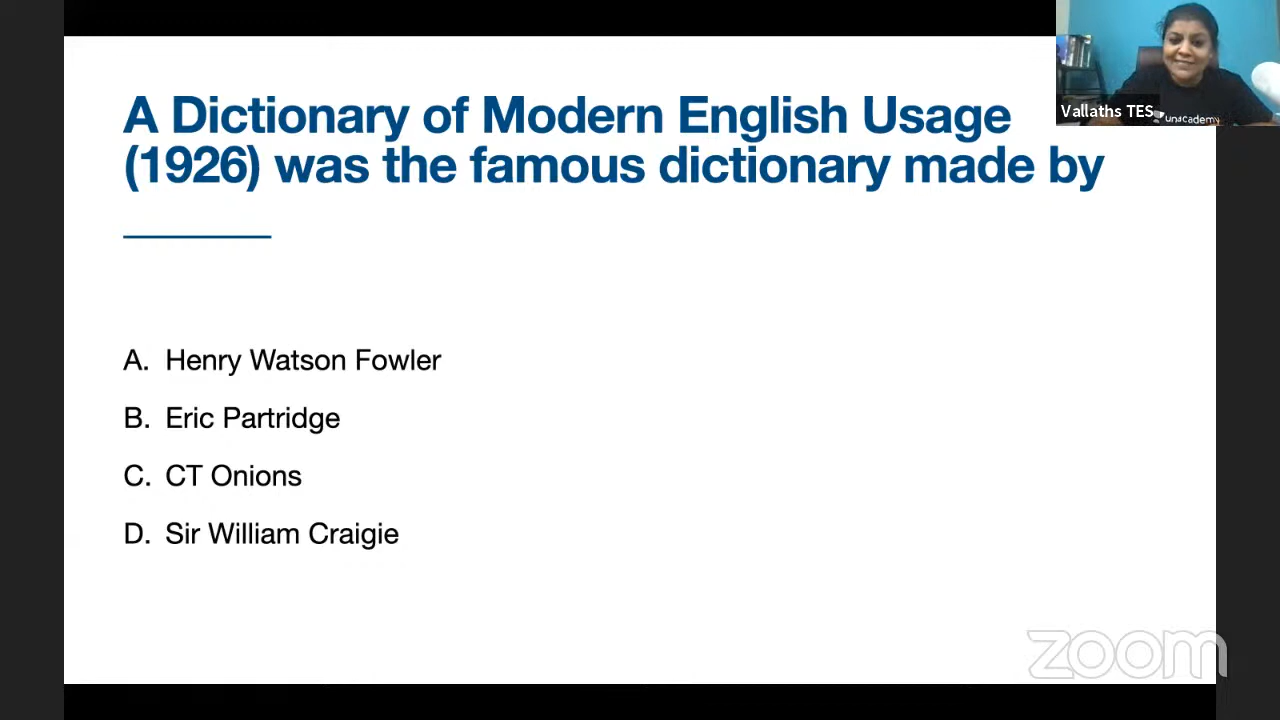 A Dictionary of Modern English Usage
(1926) was the famous dictionary made by
A. Henry Watson Fowler
B. Eric Partridge
C. CT Onions
D. Sir William Craigie
Vallaths TES
unacademy
zoom